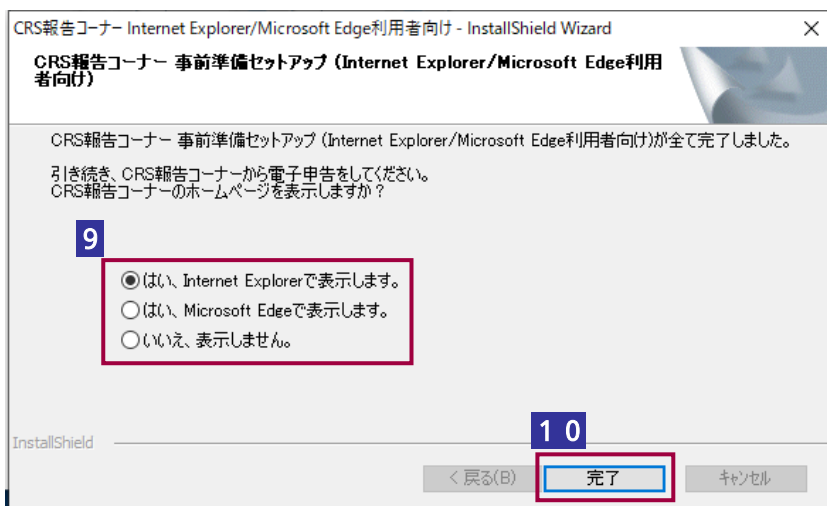 CRS報告コーナー Internet Explorer/Microsoft Edge利用者向け - InstallShield Wizard
CRS報告コーナー 事前準備セットアップ (Internet Explorer/Microsoft Edge利用
者向け)
CRS報告コーナー 事前準備セットアップ (Internet Explorer/Microsoft Edge利用者向け)が全て完了しました。
引き続き、CRS報告コーナーから電子申告をしてください。
CRS報告コーナーのホームページを表示しますか?
9
はい、Internet Explorerで表示します。
はい、Microsoft Edgeで表示します。
いいえ、表示しません。
10
InstallShield
< 戻る(B)
完了
キャンセル